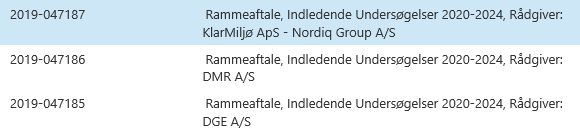 2019-047187 Rammeaftale, Indledende Undersøgelser 2020-2024, Rådgiver:
KlarMiljø ApS - Nordiq Group A/S
2019-047186 Rammeaftale, Indledende Undersøgelser 2020-2024, Rådgiver:
DMR A/S
2019-047185 Rammeaftale, Indledende Undersøgelser 2020-2024, Rådgiver:
DGE A/S